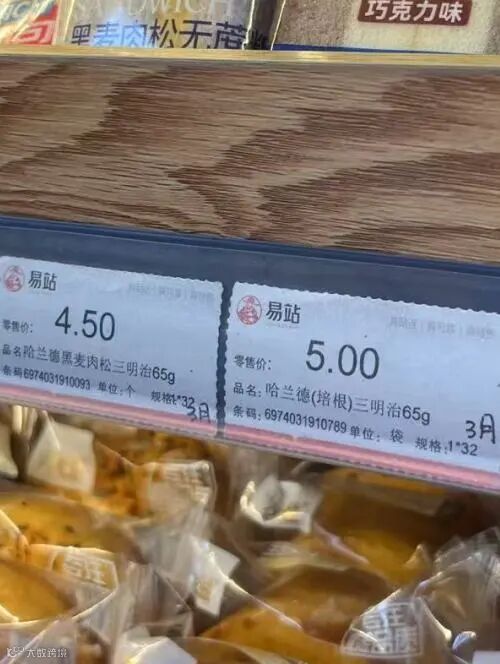 SANDWICH
黑麦肉松无蔗
巧克力味
易站
零售价: 4.50
品名:哈兰德黑麦肉松三明治65g
条码:6974031910093 单位:个 规格:1*32
3月
易站
零售价: 5.00
品名:哈兰德(培根)三明治65g
条码:6974031910789 单位:袋 规格:1*32
3月
大数跨境